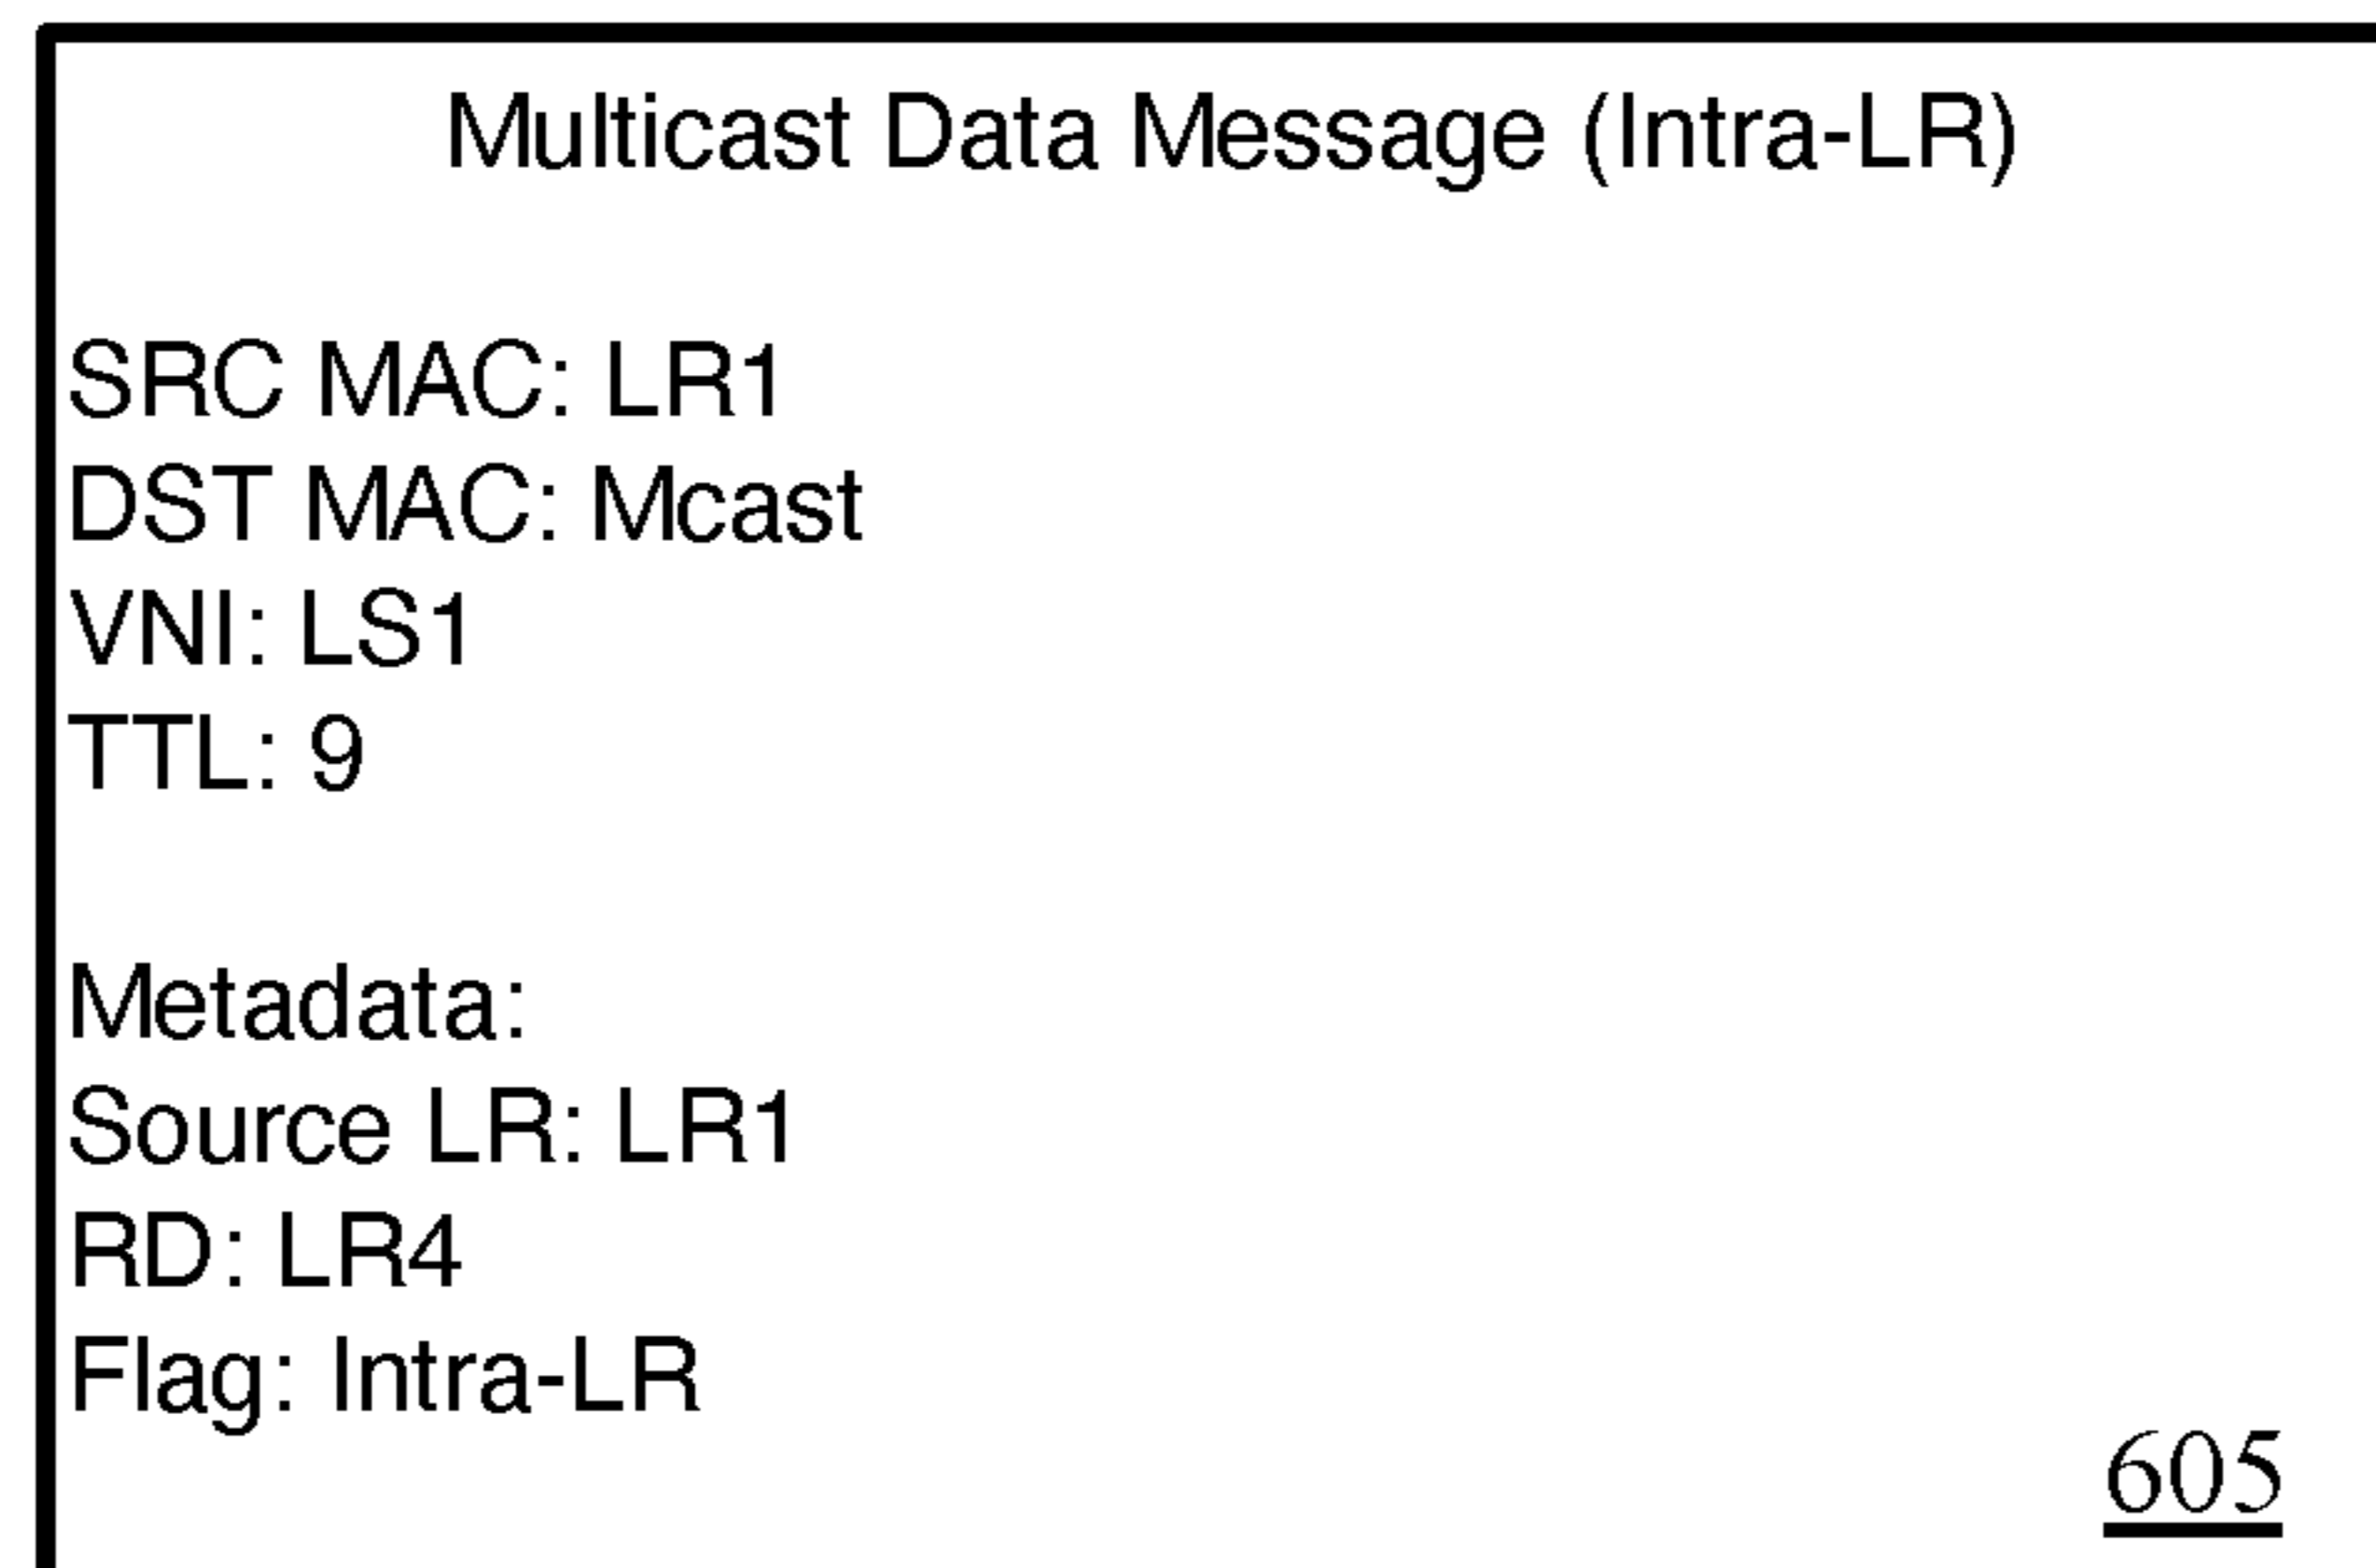 Multicast Data Message (Intra-LR)
SRC MAC: LR1
DST MAC: Mcast
VNI: LS1
TTL: 9
Metadata:
Source LR: LR1
RD: LR4
Flag: Intra-LR
605